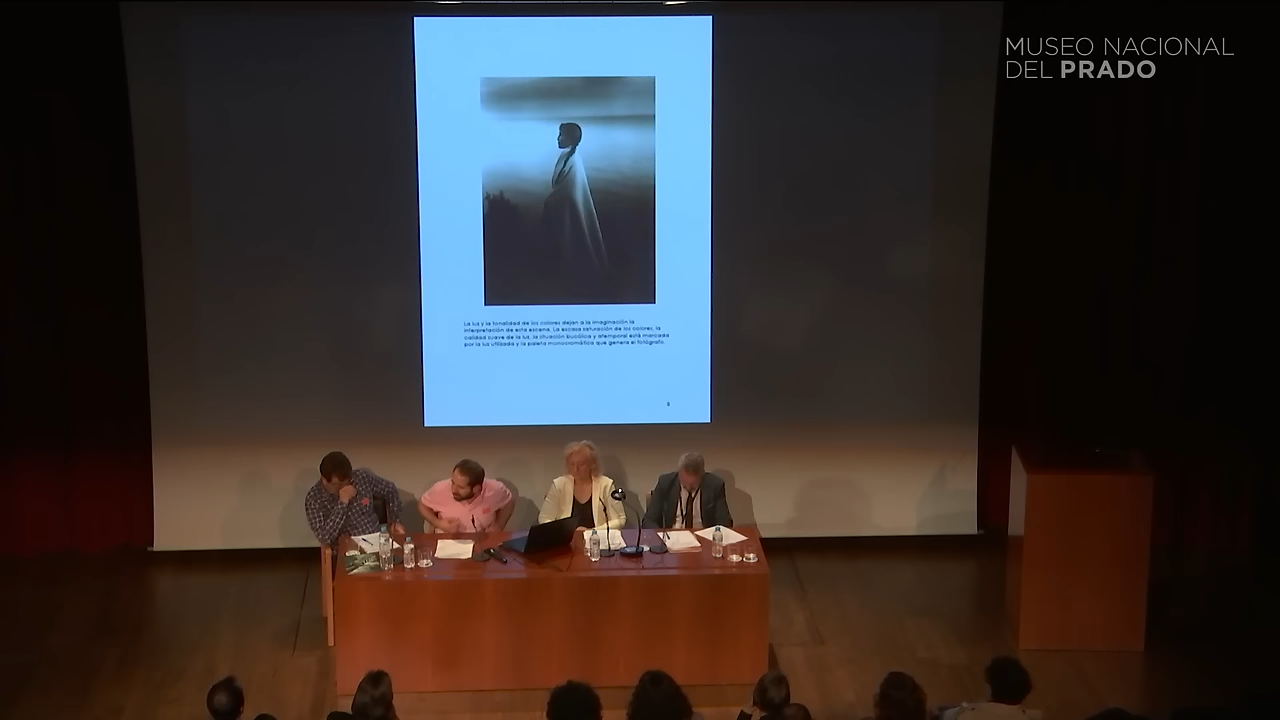 MUSEO NACIONAL
DEL PRADO
La luz y la tonalidad de los colores dejan a la imaginación la
interpretación de esta escena. La escasa saturación de los colores, la
calidad suave de la luz, la situación bucólica y atemporal está marcada
por la luz utilizada y la paleta monocromática que genera el fotógrafo.